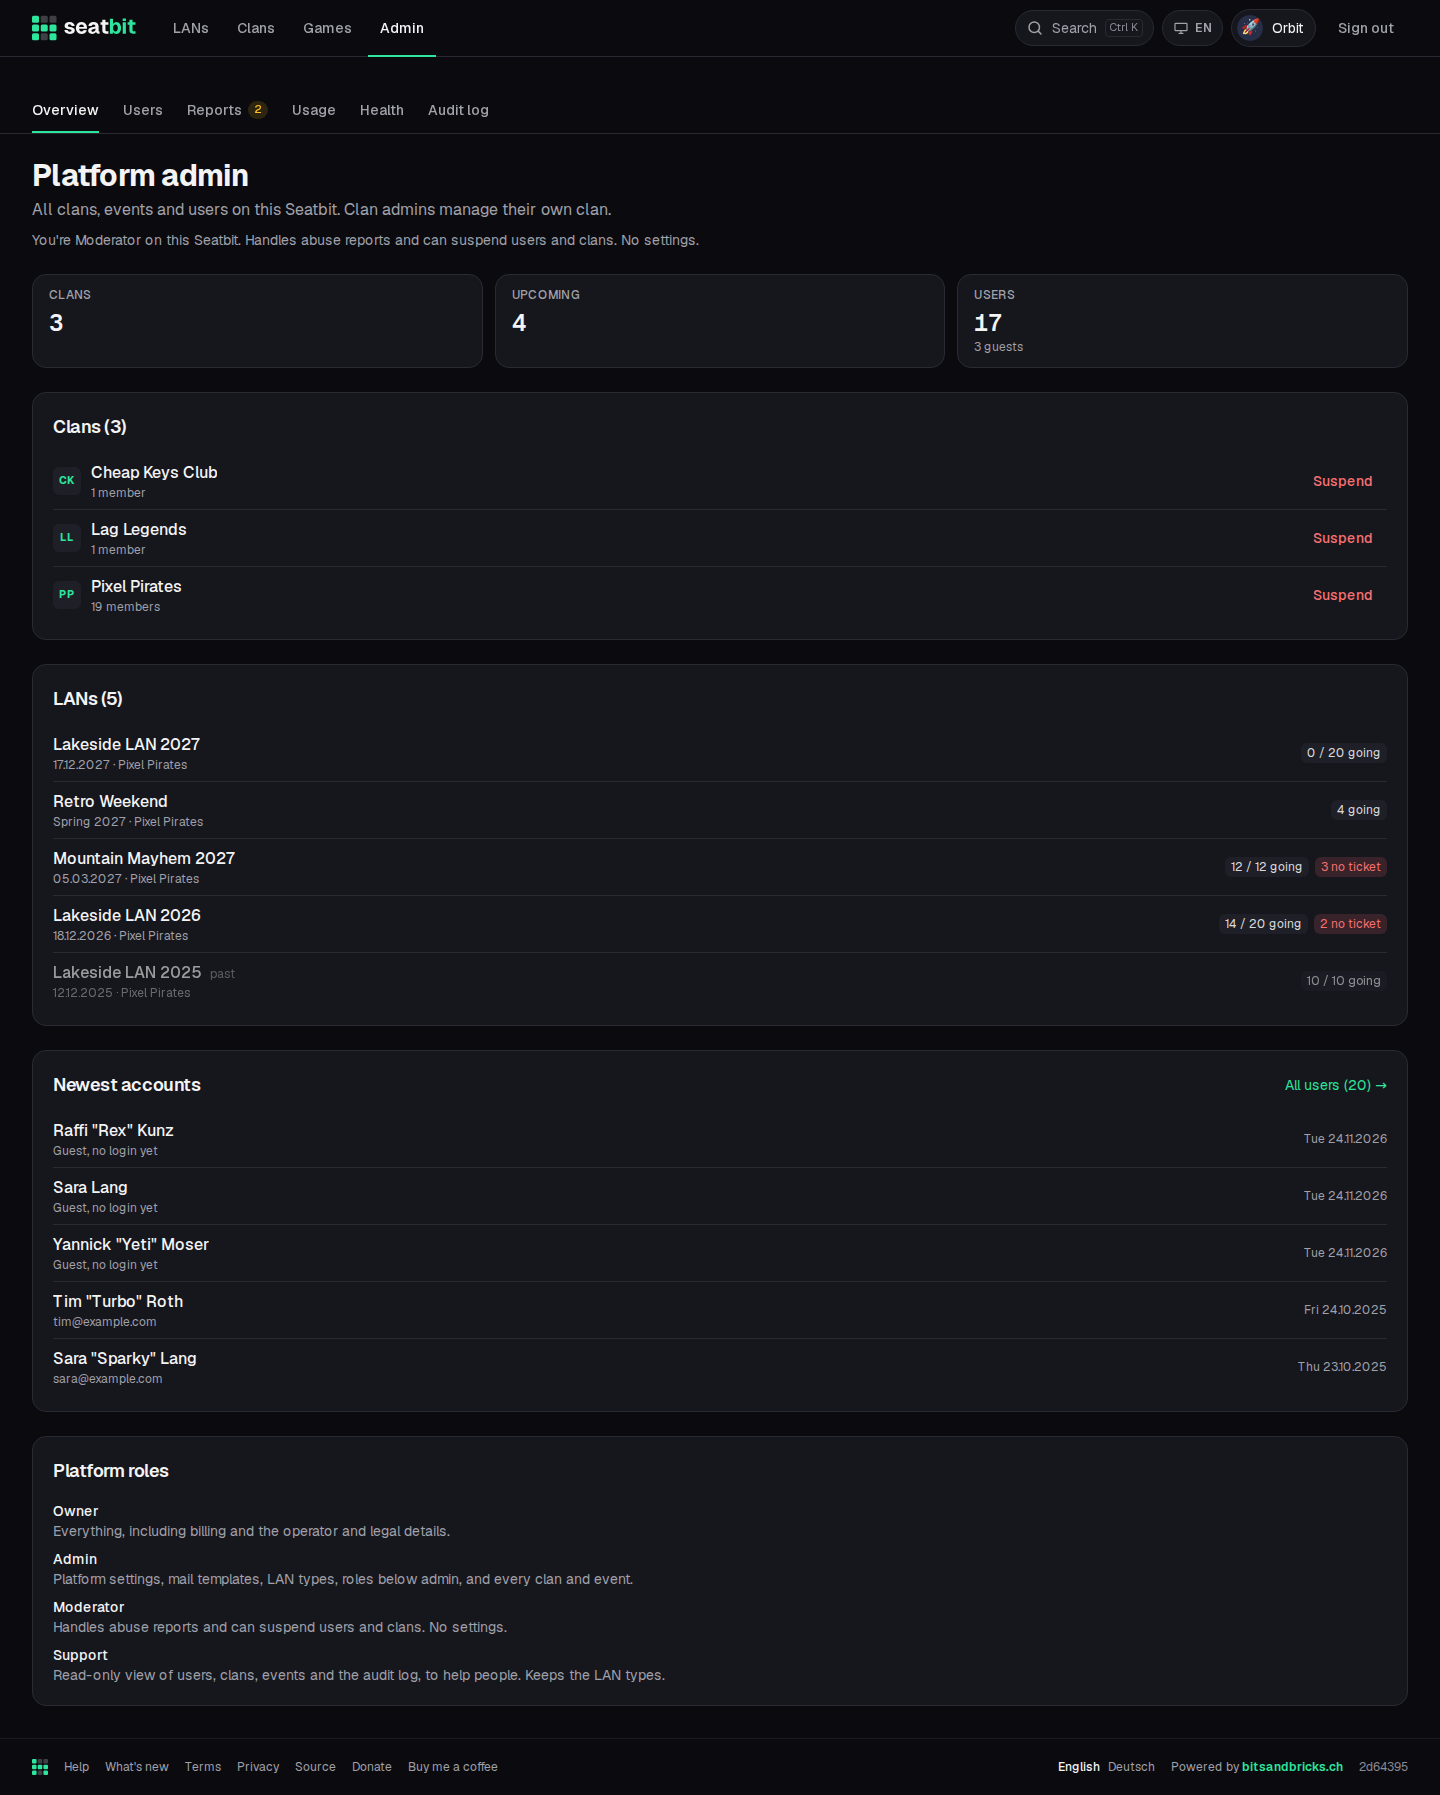 seatbit LANs Clans Games Admin Search Ctrl K EN Orbit Sign out
Overview Users Reports 2 Usage Health Audit log
Platform admin
All clans, events and users on this Seatbit. Clan admins manage their own clan.
You're Moderator on this Seatbit. Handles abuse reports and can suspend users and clans. No settings.
CLANS
3
UPCOMING
4
USERS
17
3 guests
Clans (3)
CK Cheap Keys Club
1 member
Suspend
LL Lag Legends
1 member
Suspend
PP Pixel Pirates
19 members
Suspend
LANs (5)
Lakeside LAN 2027
17.12.2027 · Pixel Pirates
0 / 20 going
Retro Weekend
Spring 2027 · Pixel Pirates
4 going
Mountain Mayhem 2027
05.03.2027 · Pixel Pirates
12 / 12 going 3 no ticket
Lakeside LAN 2026
18.12.2026 · Pixel Pirates
14 / 20 going 2 no ticket
Lakeside LAN 2025 past
12.12.2025 · Pixel Pirates
10 / 10 going
Newest accounts All users (20) →
Raffi "Rex" Kunz
Guest, no login yet
Tue 24.11.2026
Sara Lang
Guest, no login yet
Tue 24.11.2026
Yannick "Yeti" Moser
Guest, no login yet
Tue 24.11.2026
Tim "Turbo" Roth
tim@example.com
Fri 24.10.2025
Sara "Sparky" Lang
sara@example.com
Thu 23.10.2025
Platform roles
Owner
Everything, including billing and the operator and legal details.
Admin
Platform settings, mail templates, LAN types, roles below admin, and every clan and event.
Moderator
Handles abuse reports and can suspend users and clans. No settings.
Support
Read-only view of users, clans, events and the audit log, to help people. Keeps the LAN types.
Help What's new Terms Privacy Source Donate Buy me a coffee English Deutsch Powered by bitsandbricks.ch 2d64395